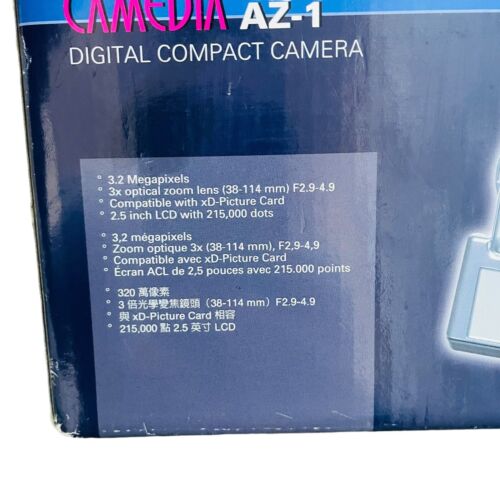 CAMEDIA AZ-1
DIGITAL COMPACT CAMERA
° 3.2 Megapixels
° 3x optical zoom lens (38-114 mm) F2.9-4.9
° Compatible with xD-Picture Card
° 2.5 inch LCD with 215,000 dots
° 3,2 mégapixels
° Zoom optique 3x (38-114 mm), F2,9-4,9
° Compatible avec xD-Picture Card
° Écran ACL de 2,5 pouces avec 215.000 points
° 320 萬像素
° 3 倍光學變焦鏡頭（38-114 mm）F2.9-4.9
° 與 xD-Picture Card 相容
° 215,000 點 2.5 英寸 LCD